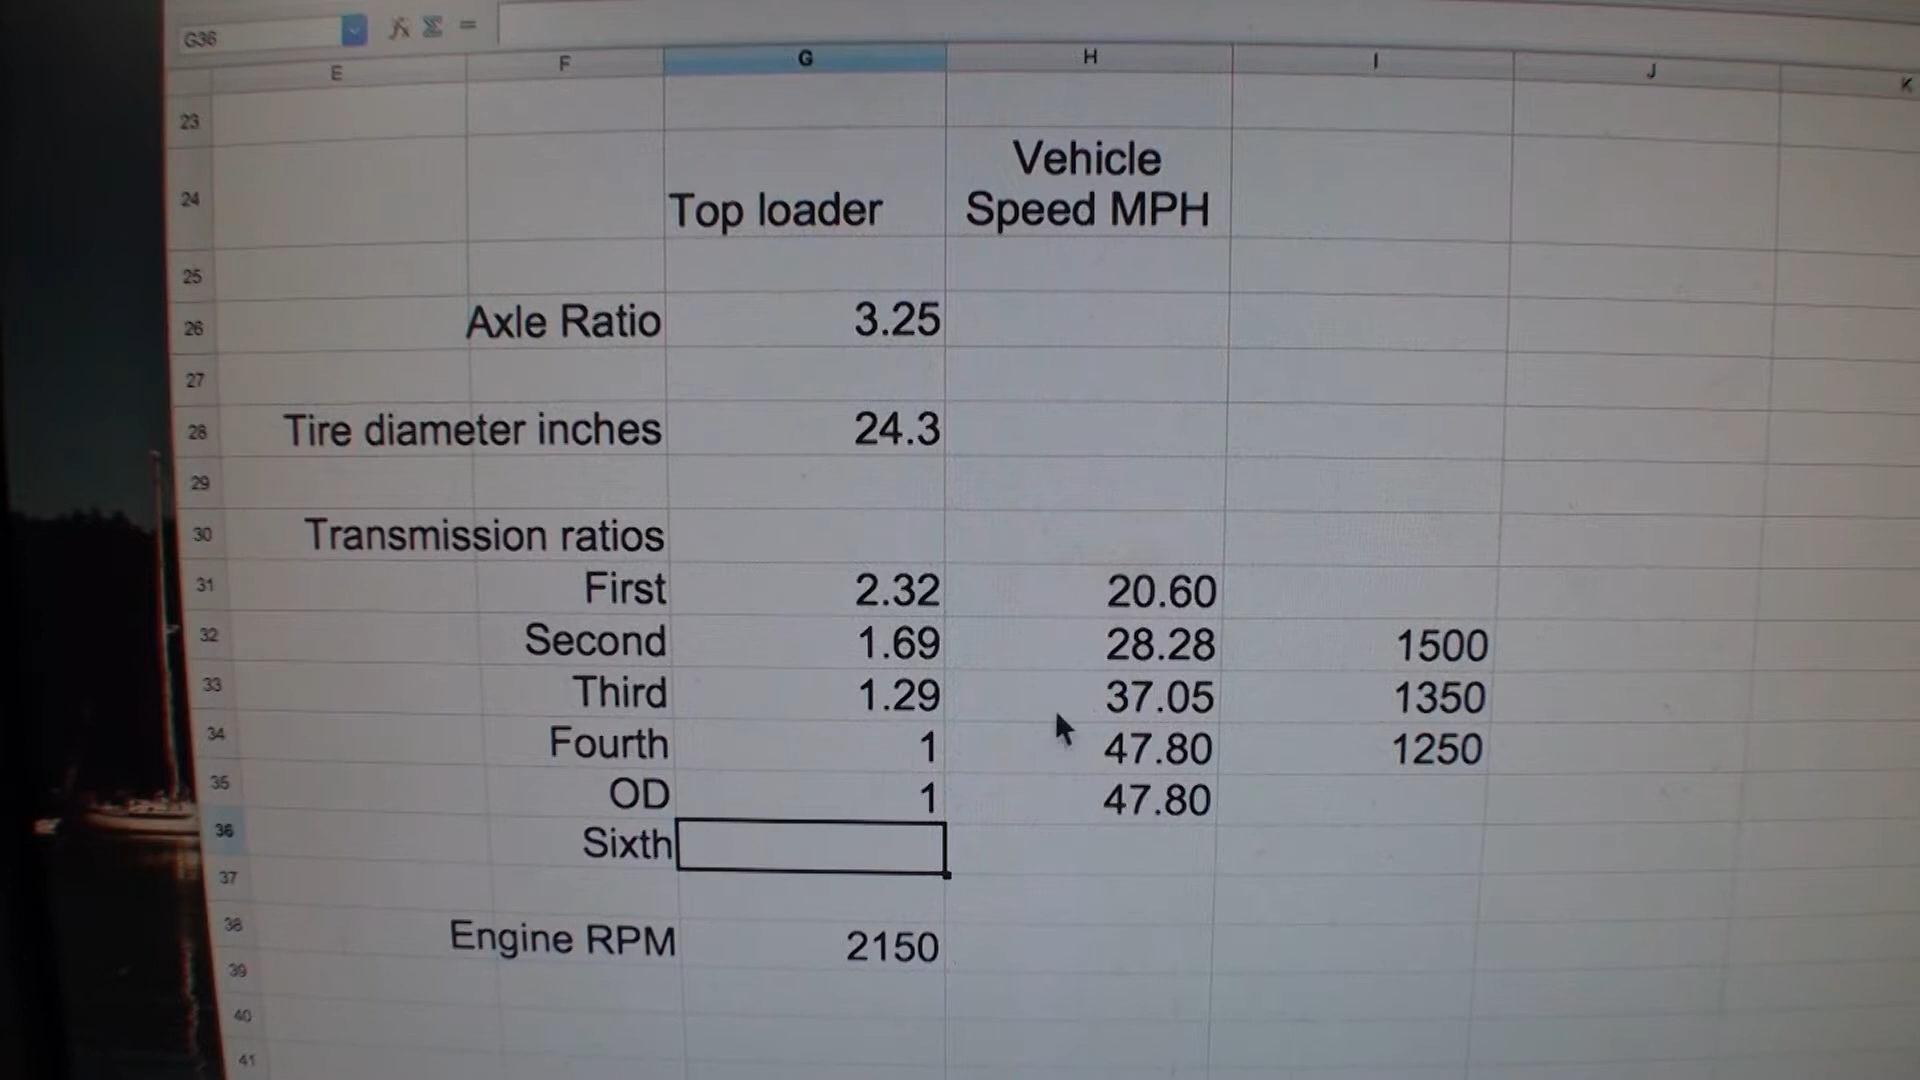 G36 fx Σ =
E F G H I J K
23
24 Top loader Vehicle Speed MPH
25
26 Axle Ratio 3.25
27
28 Tire diameter inches 24.3
29
30 Transmission ratios
31 First 2.32 20.60
32 Second 1.69 28.28 1500
33 Third 1.29 37.05 1350
34 Fourth 1 47.80 1250
35 OD 1 47.80
36 Sixth
37
38 Engine RPM 2150
39
40
41